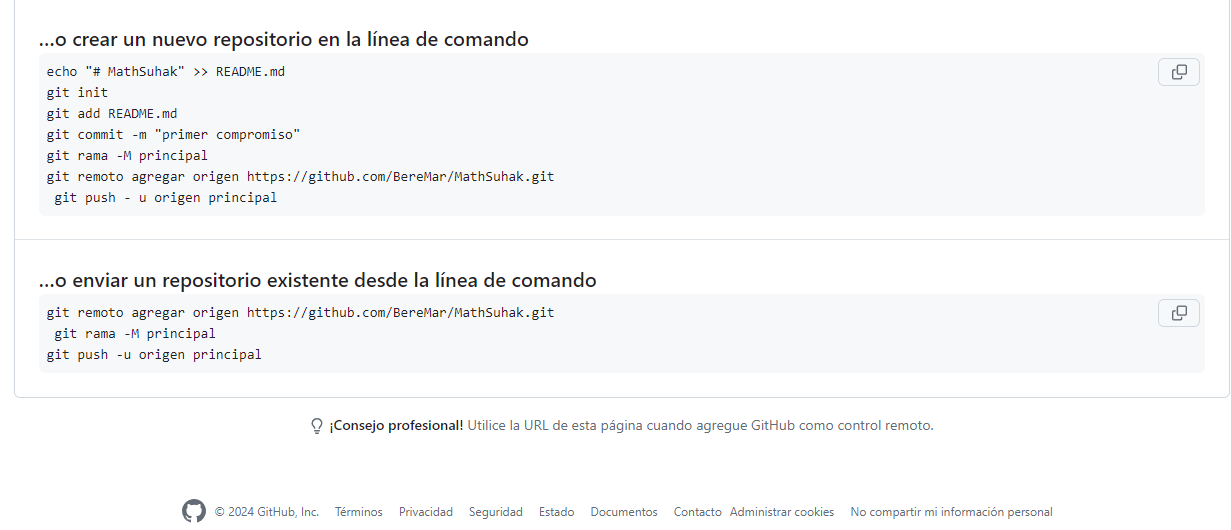 ...o crear un nuevo repositorio en la línea de comando
echo "# MathSuhak" >> README.md
git init
git add README.md
git commit -m "primer compromiso"
git rama -M principal
git remoto agregar origen https://github.com/BereMar/MathSuhak.git
git push - u origen principal
...o enviar un repositorio existente desde la línea de comando
git remoto agregar origen https://github.com/BereMar/MathSuhak.git
git rama -M principal
git push -u origen principal
¡Consejo profesional! Utilice la URL de esta página cuando agregue GitHub como control remoto.
© 2024 GitHub, Inc. Términos Privacidad Seguridad Estado Documentos Contacto Administrar cookies No compartir mi información personal